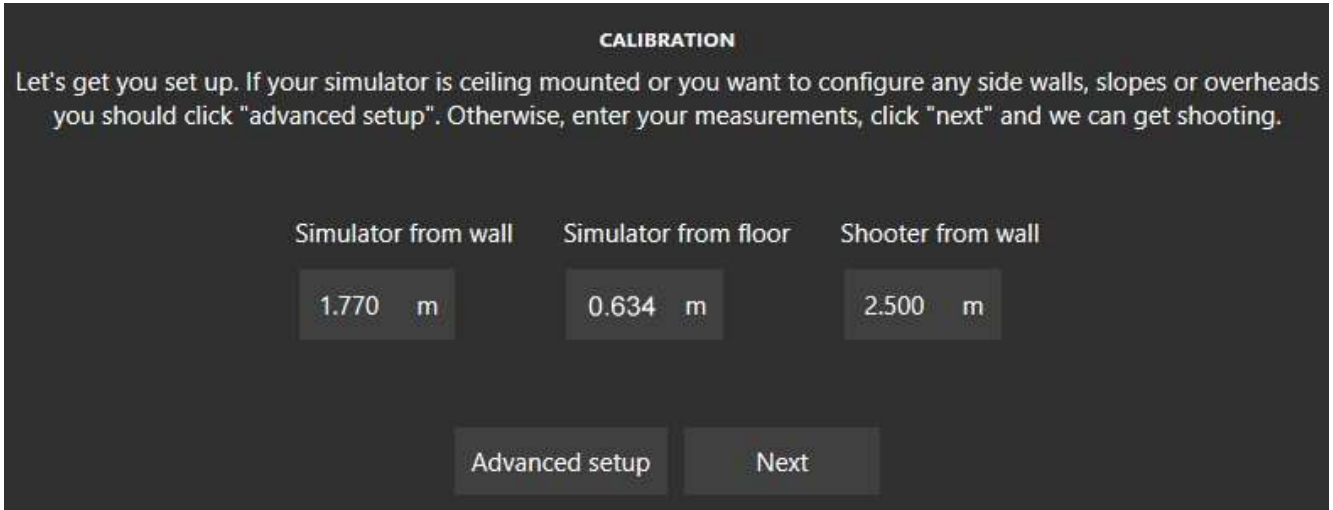 CALIBRATION
Let's get you set up. If your simulator is ceiling mounted or you want to configure any side walls, slopes or overheads
you should click "advanced setup". Otherwise, enter your measurements, click "next" and we can get shooting.
Simulator from wall Simulator from floor Shooter from wall
1.770 m 0.634 m 2.500 m
Advanced setup Next